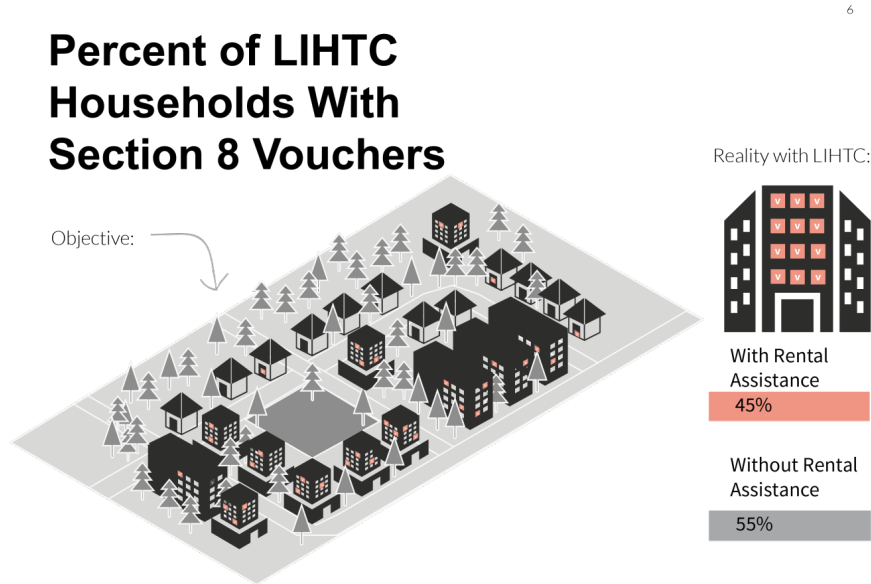 6
Percent of LIHTC
Households With
Section 8 Vouchers
Reality with LIHTC:
Objective:
V V V
V V V
V V V
V V V
With Rental
Assistance
45%
Without Rental
Assistance
55%